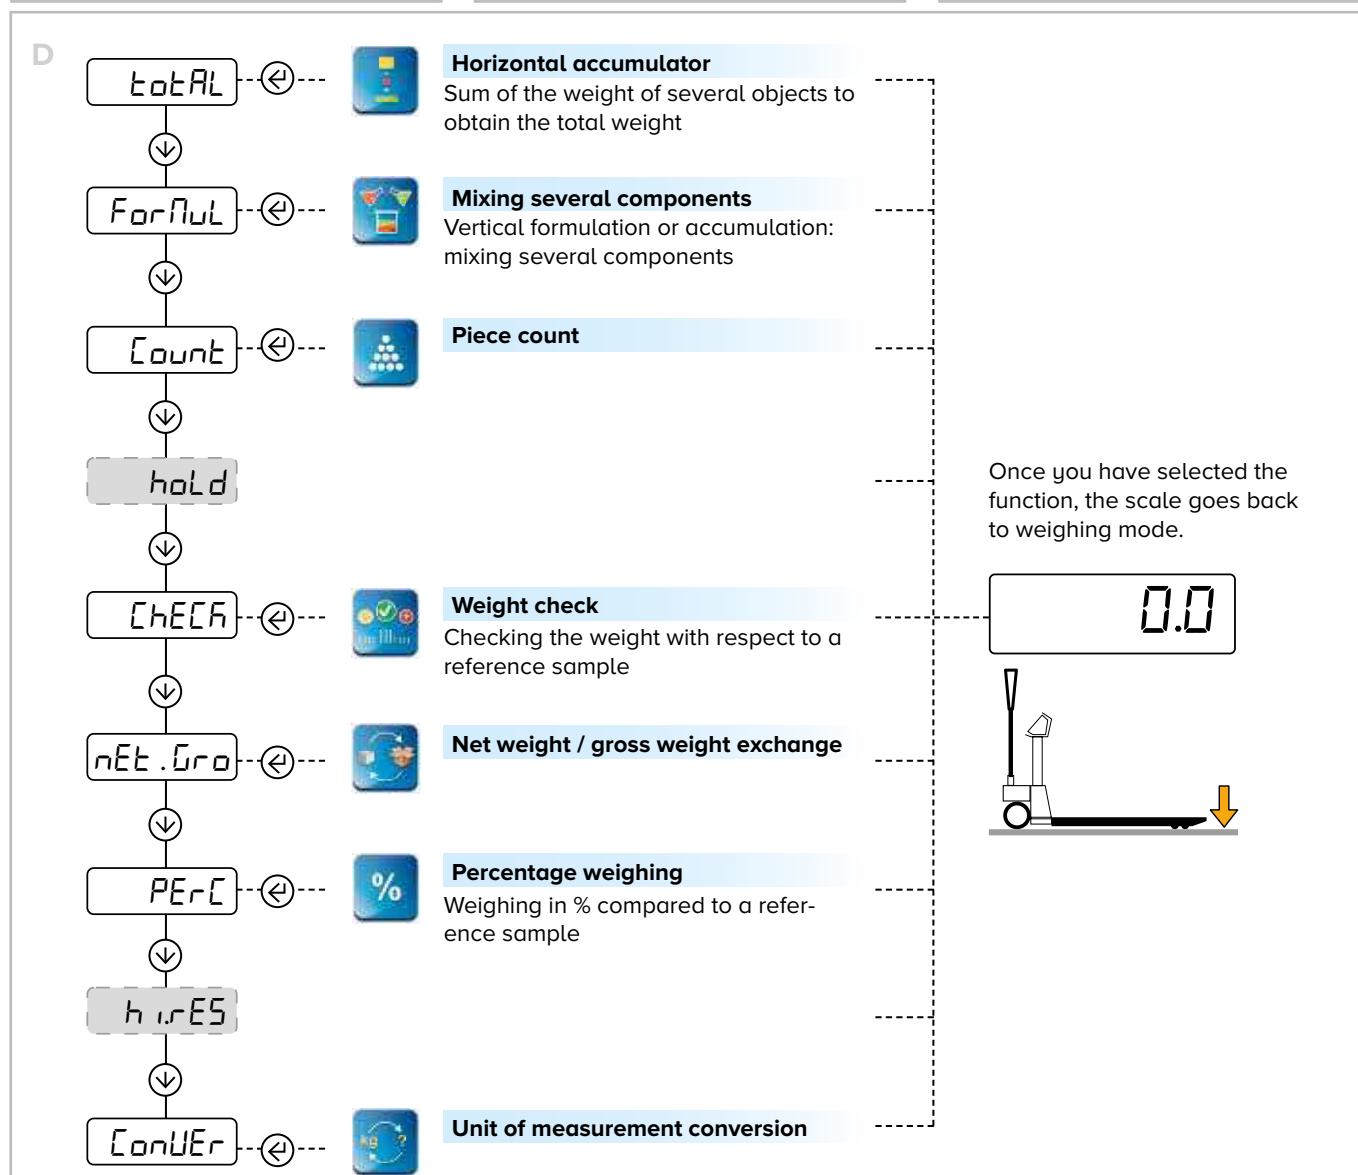 D
totAL
Horizontal accumulator
Sum of the weight of several objects to
obtain the total weight
ForMuL
Mixing several components
Vertical formulation or accumulation:
mixing several components
Count
Piece count
hoLd
Once you have selected the
function, the scale goes back
to weighing mode.
0.0
ChECK
Weight check
Checking the weight with respect to a
reference sample
nEt.Gro
Net weight / gross weight exchange
PErC
%
Percentage weighing
Weighing in % compared to a refer-
ence sample
hi.rES
ConVEr
kg ?
Unit of measurement conversion